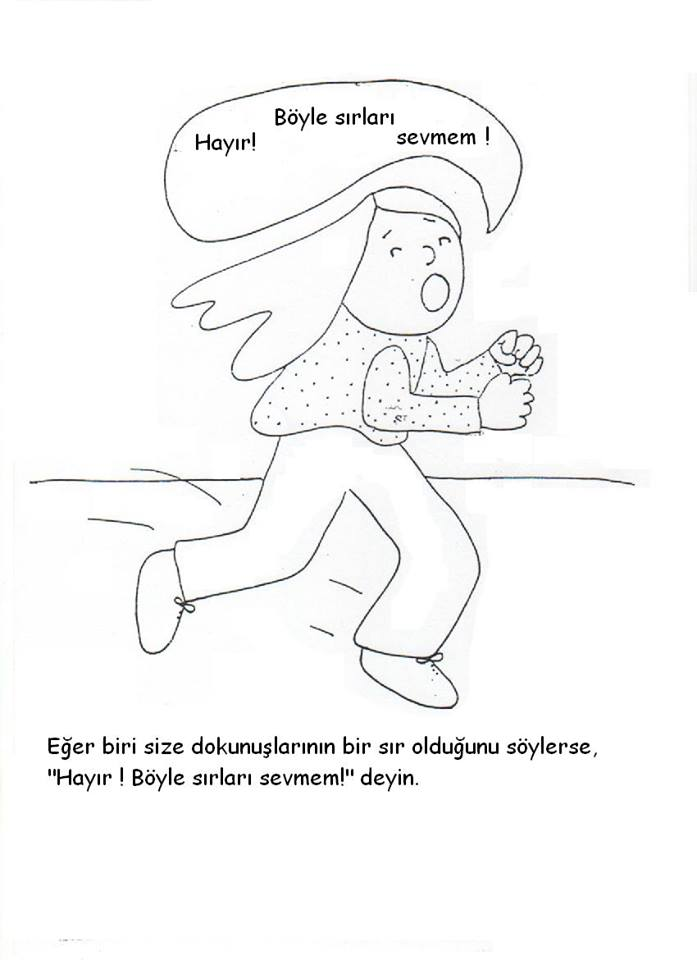 Böyle sırları
Hayır! sevmem !
Eğer biri size dokunuşlarının bir sır olduğunu söylerse,
"Hayır ! Böyle sırları sevmem!" deyin.